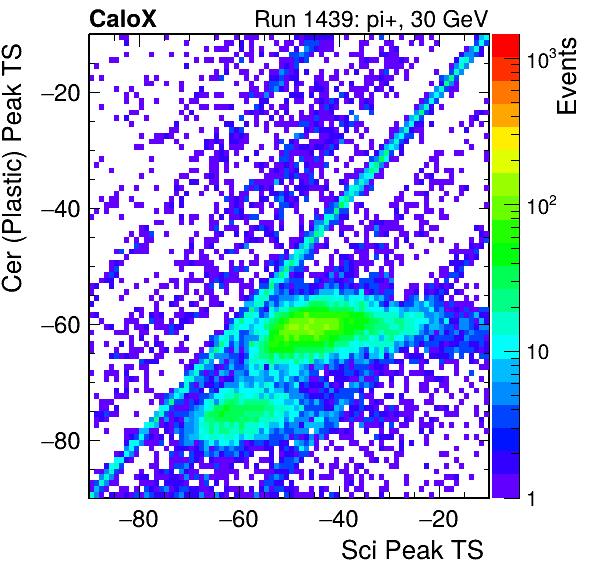 CaloX Run 1439: pi+, 30 GeV
Cer (Plastic) Peak TS
−20
−40
−60
−80
−80 −60 −40 −20
Sci Peak TS
Events
10³
10²
10
1